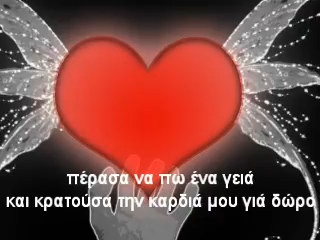 πέρασα να πω ένα γειά
και κρατούσα την καρδιά μου γιά δώρο